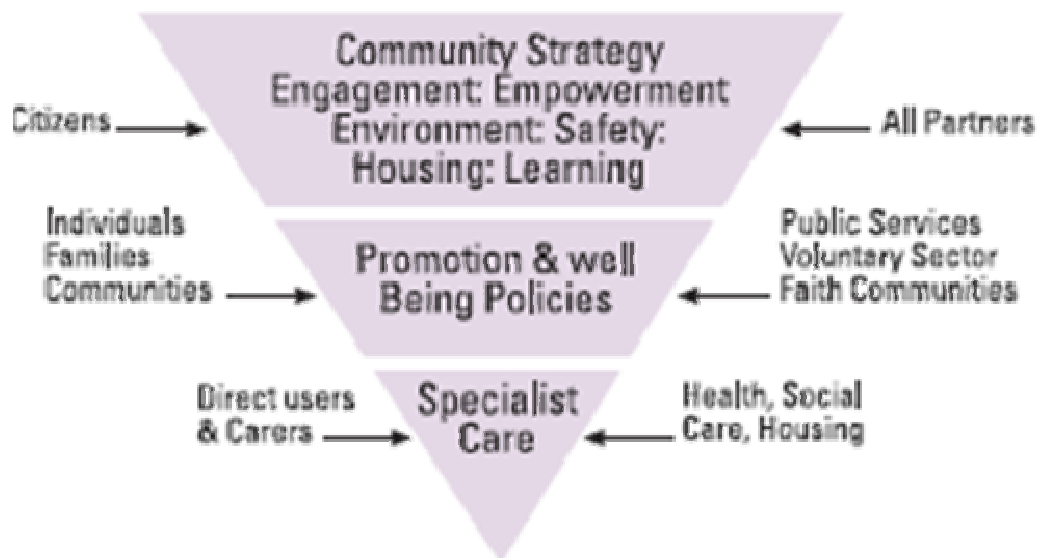 Community Strategy
Engagement: Empowerment
Environment: Safety:
Housing: Learning
Citizens
All Partners
Individuals
Families
Communities
Promotion & well
Being Policies
Public Services
Voluntary Sector
Faith Communities
Direct users
& Carers
Specialist
Care
Health, Social
Care, Housing